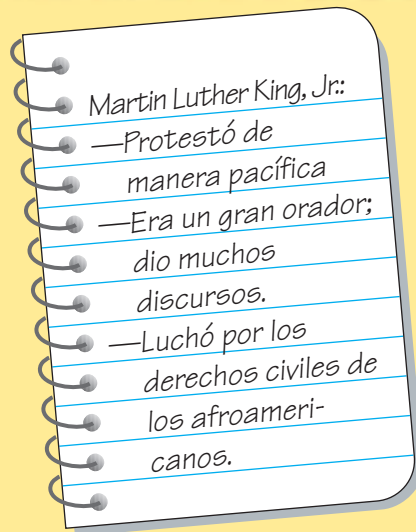 Martin Luther King, Jr.:
—Protestó de
manera pacífica
—Era un gran orador;
dio muchos
discursos.
—Luchó por los
derechos civiles de
los afroameri-
canos.